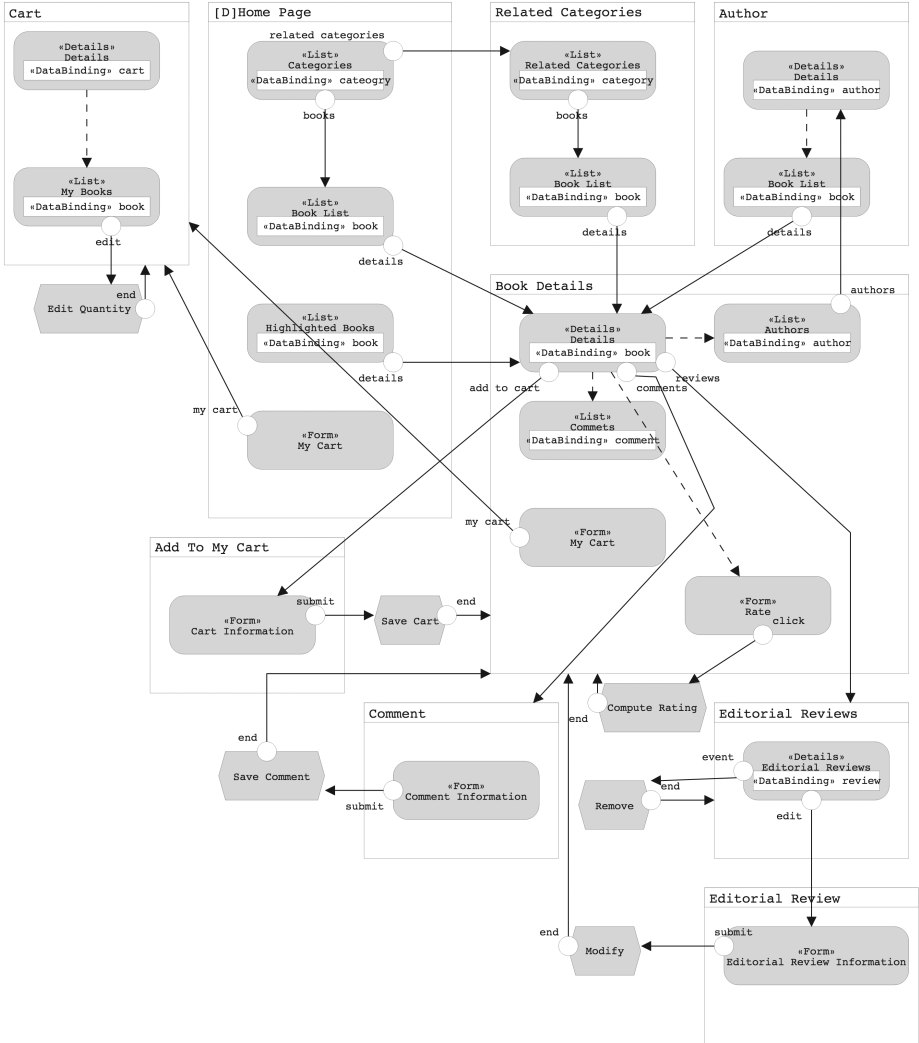 Cart
«Details»
Details
«DataBinding» cart
«List»
My Books
«DataBinding» book
edit
end
Edit Quantity
[D]Home Page
related categories
«List»
Categories
«DataBinding» cateogry
books
«List»
Book List
«DataBinding» book
details
«List»
Highlighted Books
«DataBinding» book
details
my cart
«Form»
My Cart
Related Categories
«List»
Related Categories
«DataBinding» category
books
«List»
Book List
«DataBinding» book
details
Author
«Details»
Details
«DataBinding» author
«List»
Book List
«DataBinding» book
details
Book Details
«Details»
Details
«DataBinding» book
add to cart
comments
reviews
authors
«List»
Authors
«DataBinding» author
«List»
Commets
«DataBinding» comment
my cart
«Form»
My Cart
«Form»
Rate
click
Add To My Cart
submit
«Form»
Cart Information
Save Cart
end
end
Compute Rating
Comment
«Form»
Comment Information
submit
end
Save Comment
Editorial Reviews
event
«Details»
Editorial Reviews
«DataBinding» review
edit
end
Remove
Editorial Review
submit
«Form»
Editorial Review Information
end
Modify